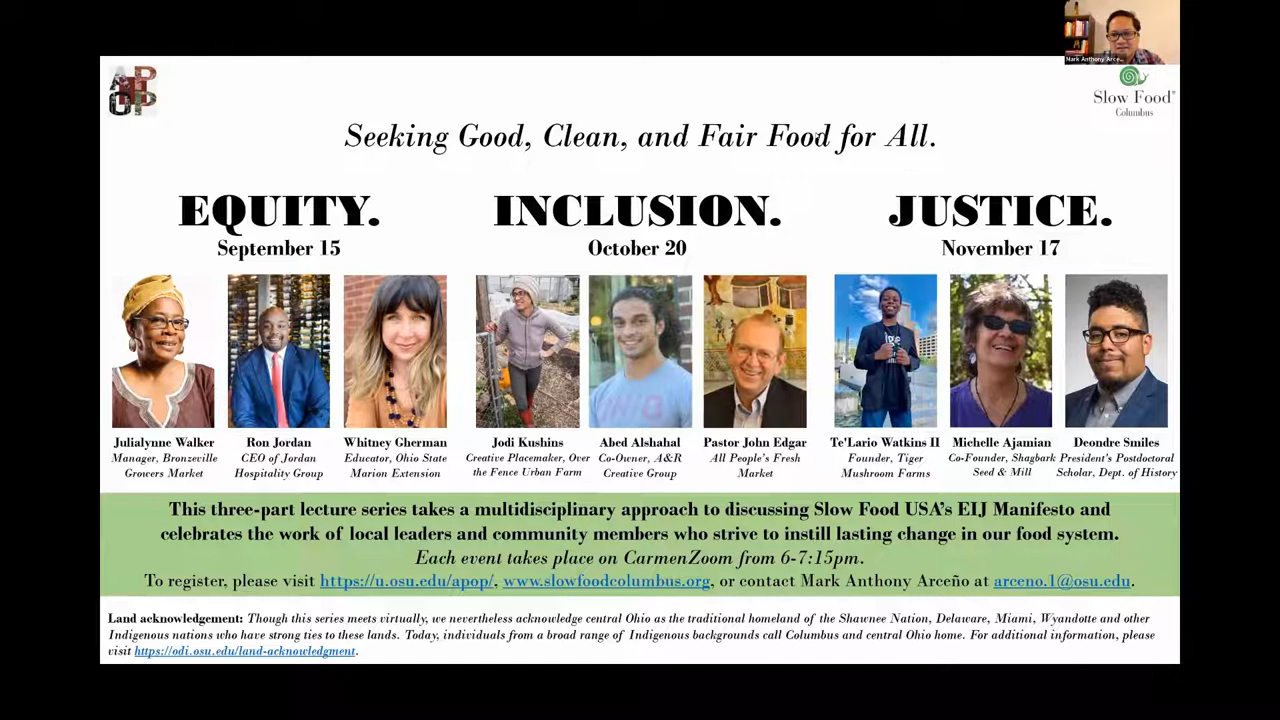 Mark Anthony Arce...
APOP
Slow Food®
Columbus
Seeking Good, Clean, and Fair Food for All.
EQUITY.
September 15
INCLUSION.
October 20
JUSTICE.
November 17
Julialynne Walker
Manager, Bronzeville
Growers Market
Ron Jordan
CEO of Jordan
Hospitality Group
Whitney Gherman
Educator, Ohio State
Marion Extension
Jodi Kushins
Creative Placemaker, Over
the Fence Urban Farm
Abed Alshahal
Co-Owner, A&R
Creative Group
Pastor John Edgar
All People's Fresh
Market
Te'Lario Watkins II
Founder, Tiger
Mushroom Farms
Michelle Ajamian
Co-Founder, Shagbark
Seed & Mill
Deondre Smiles
President's Postdoctoral
Scholar, Dept. of History
This three-part lecture series takes a multidisciplinary approach to discussing Slow Food USA's EIJ Manifesto and
celebrates the work of local leaders and community members who strive to instill lasting change in our food system.
Each event takes place on CarmenZoom from 6-7:15pm.
To register, please visit https://u.osu.edu/apop/, www.slowfoodcolumbus.org, or contact Mark Anthony Arceño at arceno.1@osu.edu.
Land acknowledgement: Though this series meets virtually, we nevertheless acknowledge central Ohio as the traditional homeland of the Shawnee Nation, Delaware, Miami, Wyandotte and other
Indigenous nations who have strong ties to these lands. Today, individuals from a broad range of Indigenous backgrounds call Columbus and central Ohio home. For additional information, please
visit https://odi.osu.edu/land-acknowledgment.